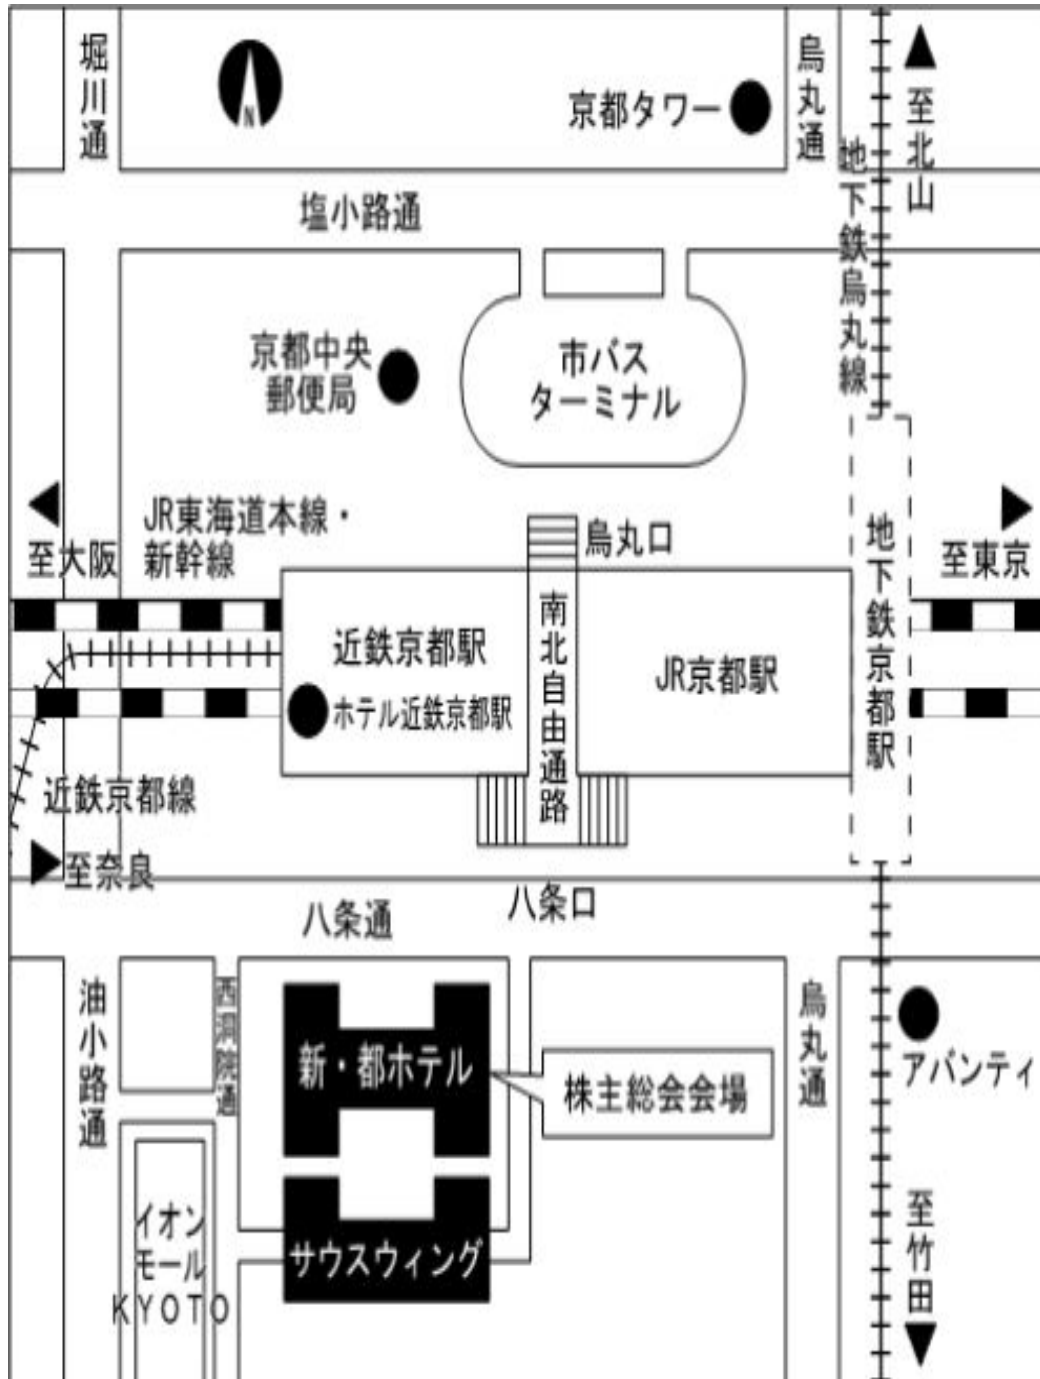 堀川通
N
京都タワー
烏丸通
至北山
地下鉄烏丸線
塩小路通
京都中央
郵便局
市バス
ターミナル
JR東海道本線・
新幹線
至大阪
烏丸口
至東京
地下鉄京都駅
近鉄京都駅
ホテル近鉄京都駅
南北自由通路
JR京都駅
近鉄京都線
至奈良
八条通
八条口
油小路通
西洞院通
新・都ホテル
株主総会会場
烏丸通
アバンティ
イオン
モール
KYOTO
サウスウィング
至竹田